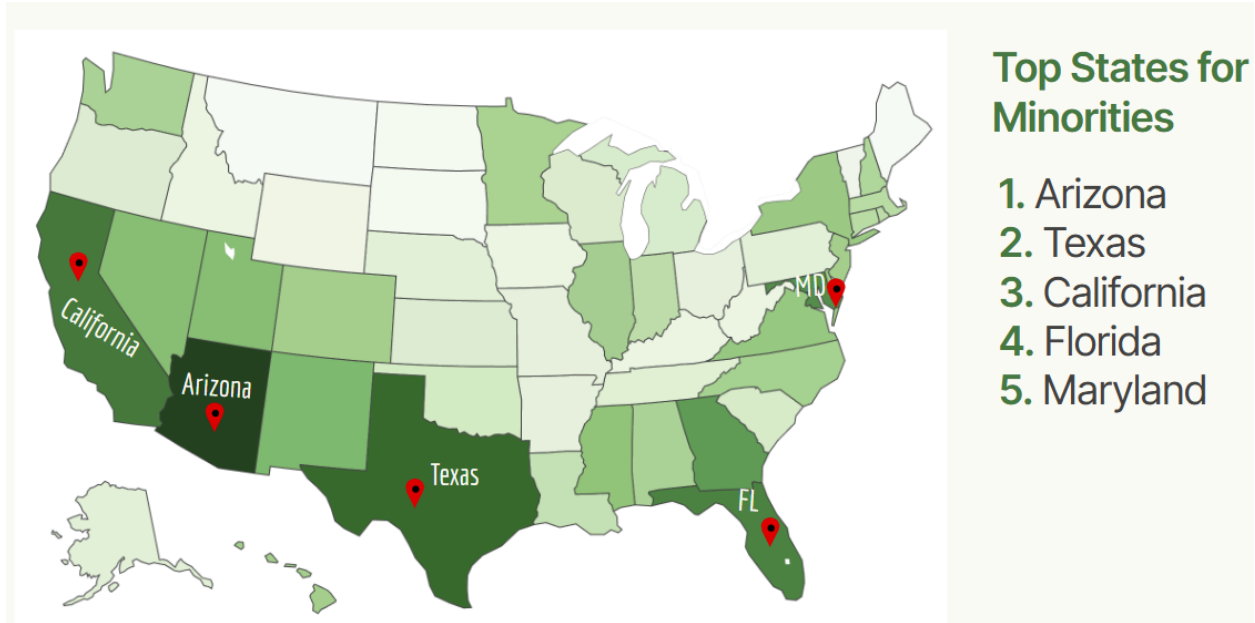 Top States for
Minorities
1. Arizona
2. Texas
3. California
4. Florida
5. Maryland
California
Arizona
Texas
FL
MD